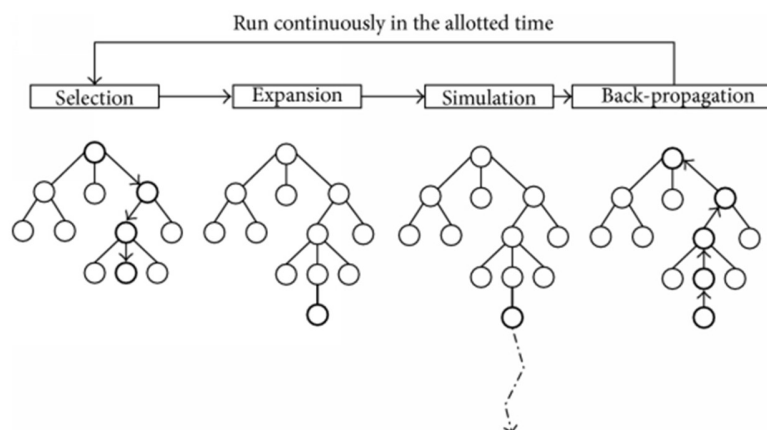 Run continuously in the allotted time
Selection
Expansion
Simulation
Back-propagation